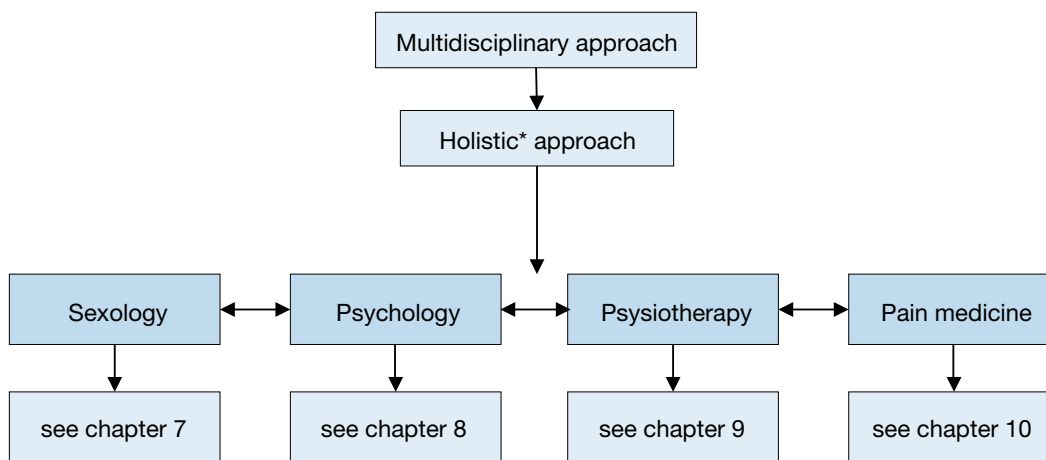 Multidisciplinary approach
Holistic* approach
Sexology
Psychology
Psysiotherapy
Pain medicine
see chapter 7
see chapter 8
see chapter 9
see chapter 10